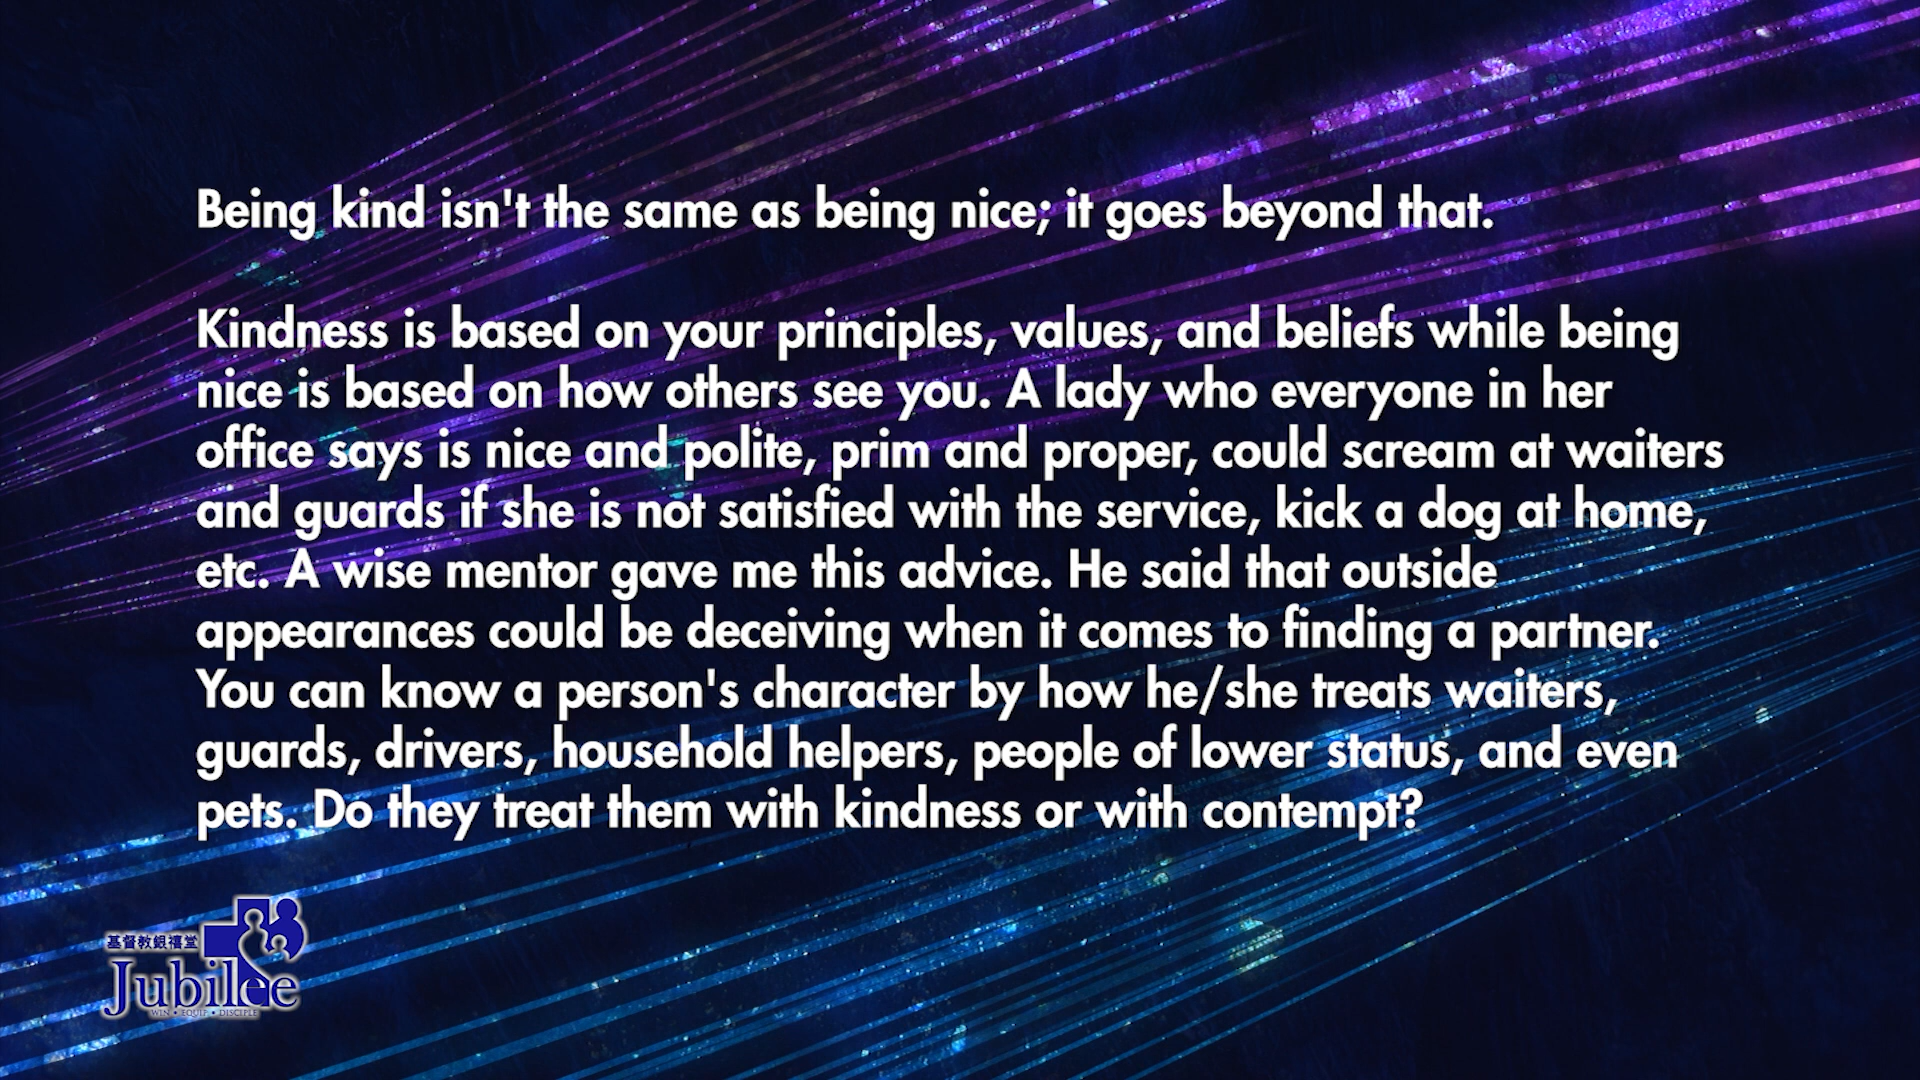 Being kind isn't the same as being nice; it goes beyond that.
Kindness is based on your principles, values, and beliefs while being
nice is based on how others see you. A lady who everyone in her
office says is nice and polite, prim and proper, could scream at waiters
and guards if she is not satisfied with the service, kick a dog at home,
etc. A wise mentor gave me this advice. He said that outside
appearances could be deceiving when it comes to finding a partner.
You can know a person's character by how he/she treats waiters,
guards, drivers, household helpers, people of lower status, and even
pets. Do they treat them with kindness or with contempt?
基督教銀禧堂
Jubilee
WIN • EQUIP • DISCIPLE